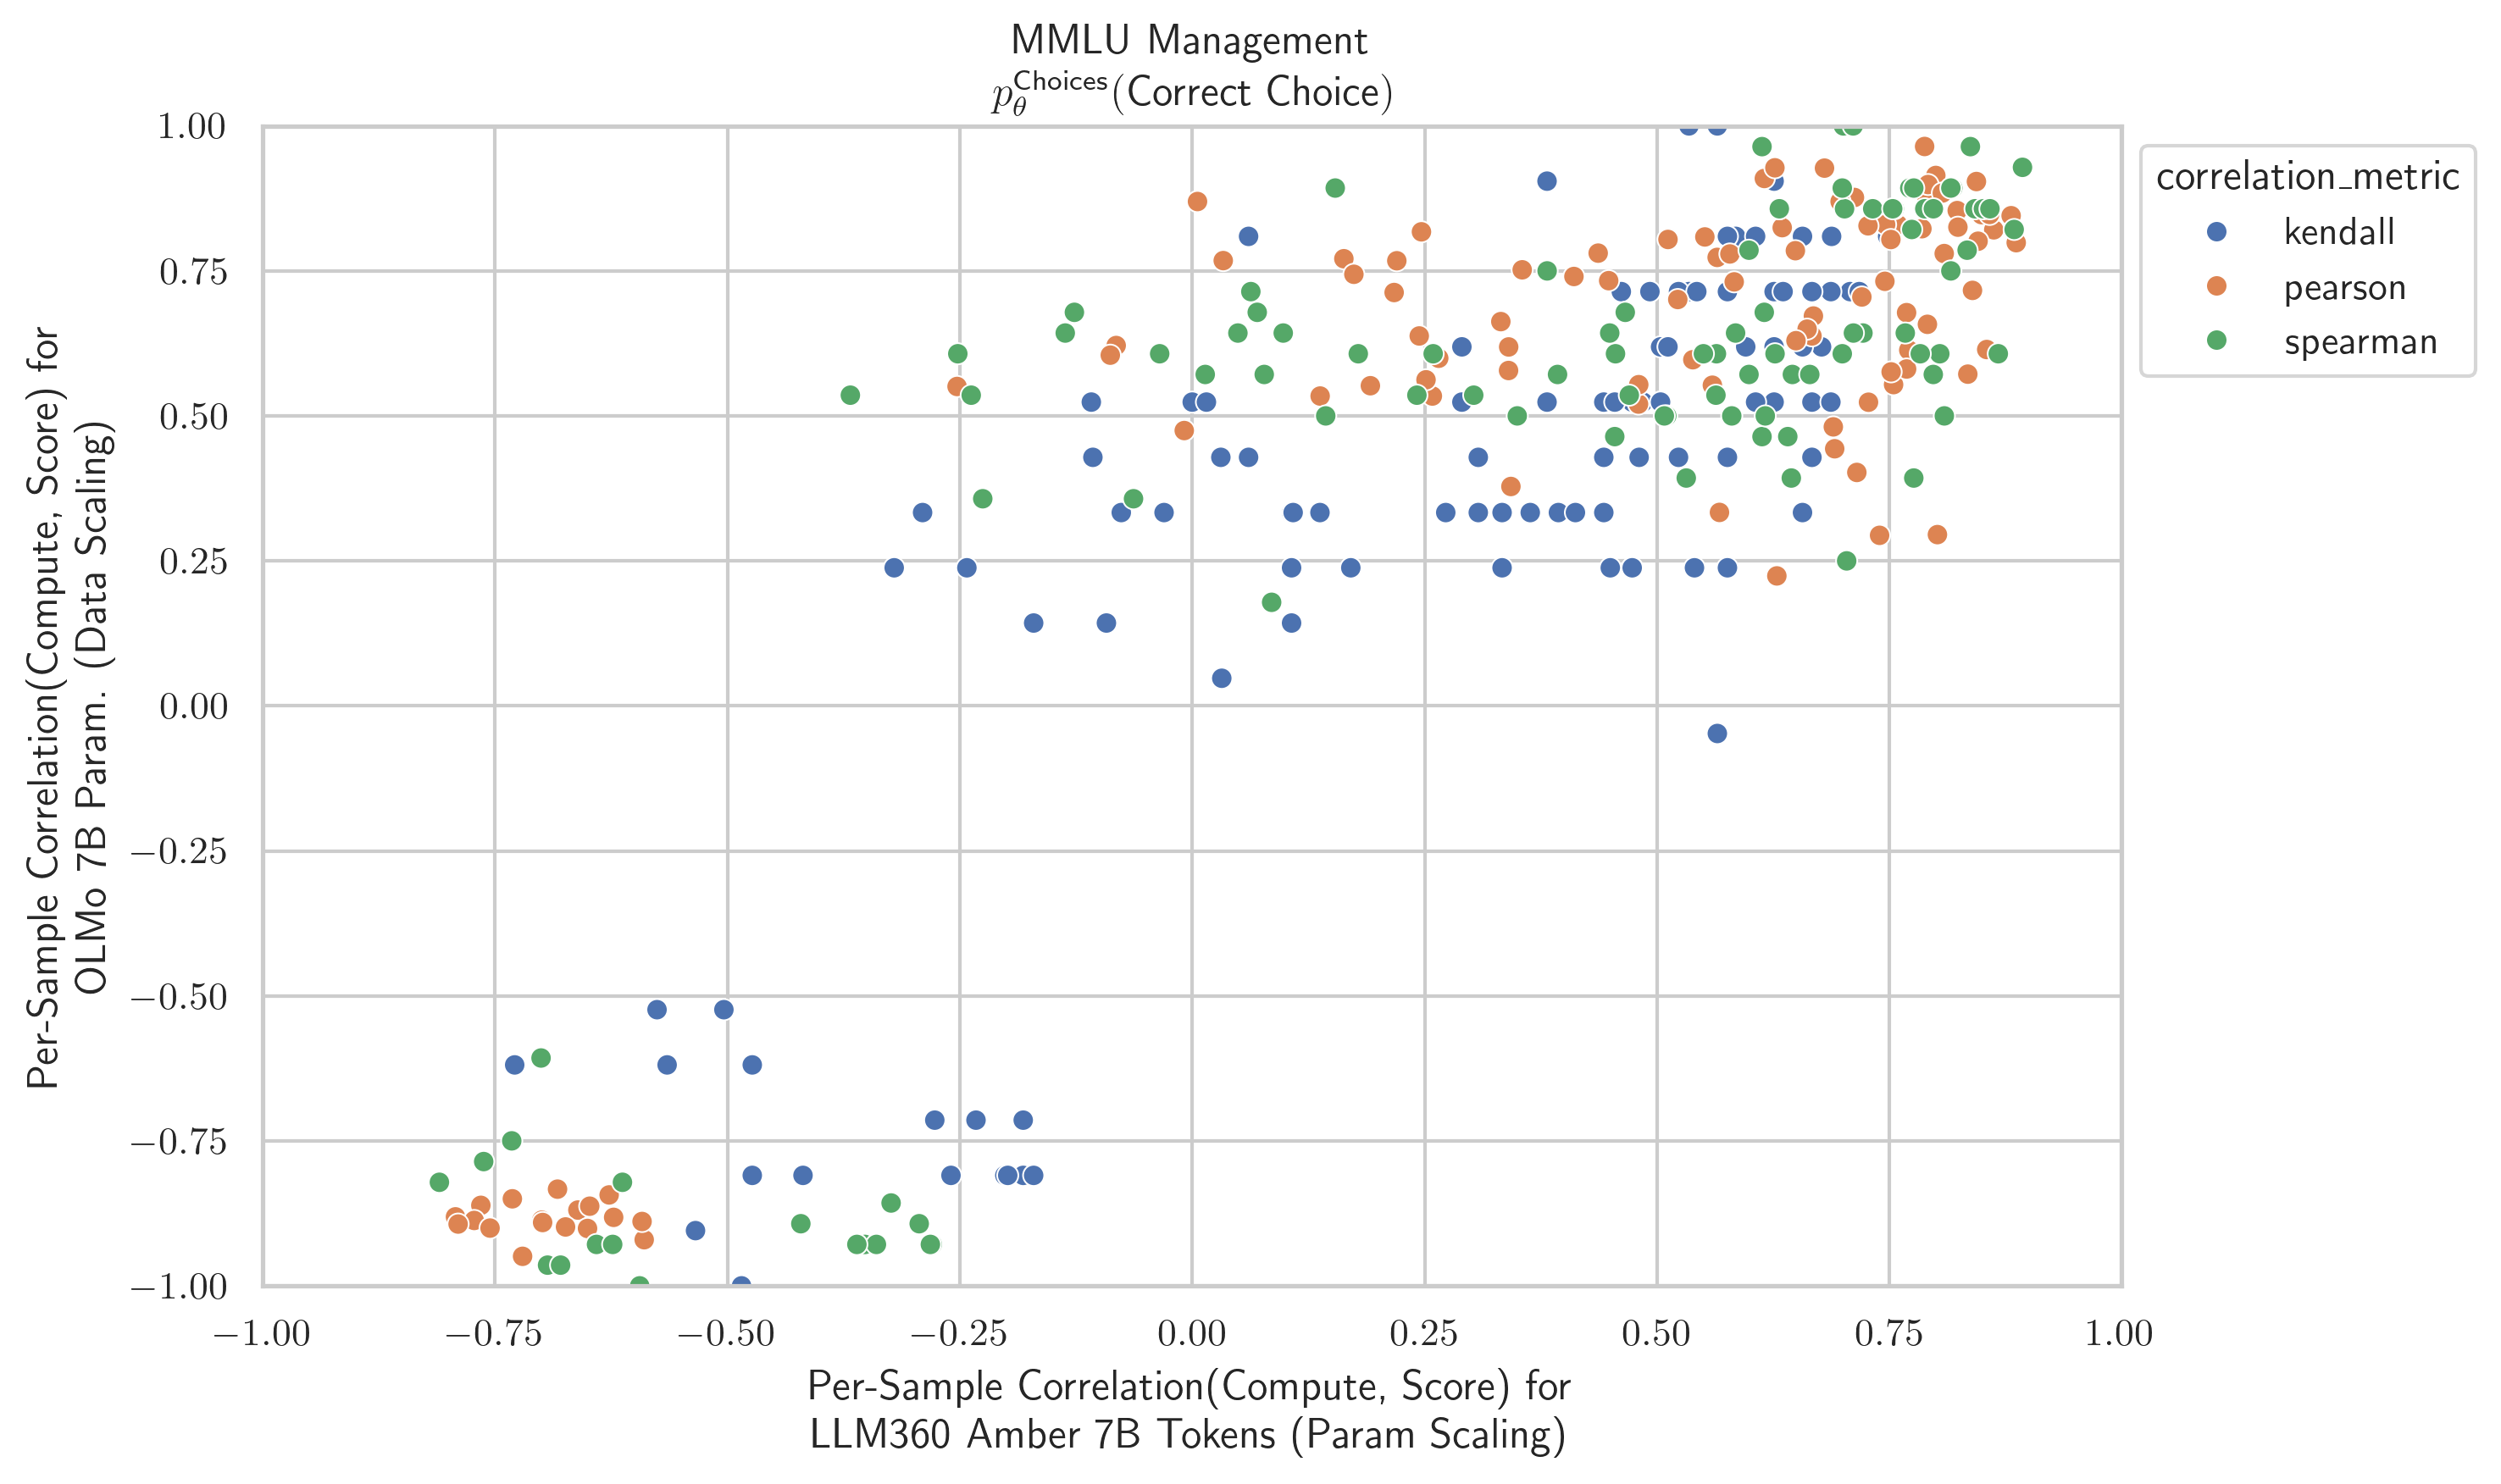 MMLU Management
p_θ^Choices(Correct Choice)
1.00
0.75
0.50
0.25
0.00
−0.25
−0.50
−0.75
−1.00
Per-Sample Correlation(Compute, Score) for
OLMo 7B Param. (Data Scaling)
−1.00 −0.75 −0.50 −0.25 0.00 0.25 0.50 0.75 1.00
Per-Sample Correlation(Compute, Score) for
LLM360 Amber 7B Tokens (Param Scaling)
correlation_metric
kendall
pearson
spearman